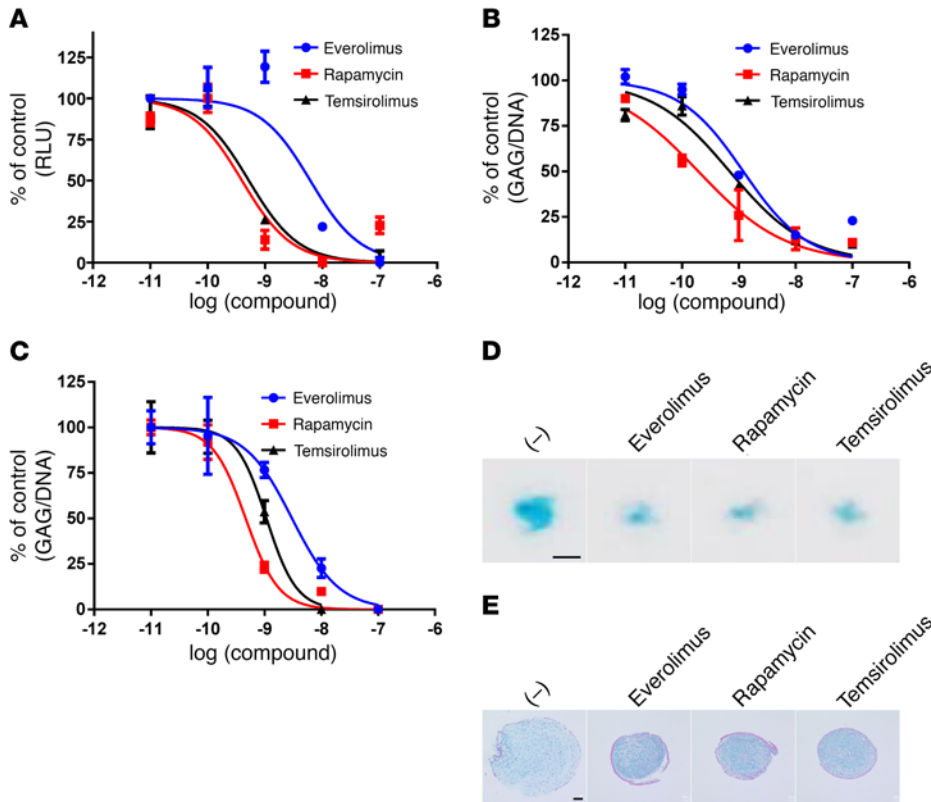 A
% of control
(RLU)
125
100
75
50
25
0
Everolimus
Rapamycin
Temsirolimus
-12 -11 -10 -9 -8 -7 -6
log (compound)
B
% of control
(GAG/DNA)
125
100
75
50
25
0
Everolimus
Rapamycin
Temsirolimus
-12 -11 -10 -9 -8 -7 -6
log (compound)
C
% of control
(GAG/DNA)
125
100
75
50
25
0
Everolimus
Rapamycin
Temsirolimus
-12 -11 -10 -9 -8 -7 -6
log (compound)
D
(–)
Everolimus
Rapamycin
Temsirolimus
E
(–)
Everolimus
Rapamycin
Temsirolimus